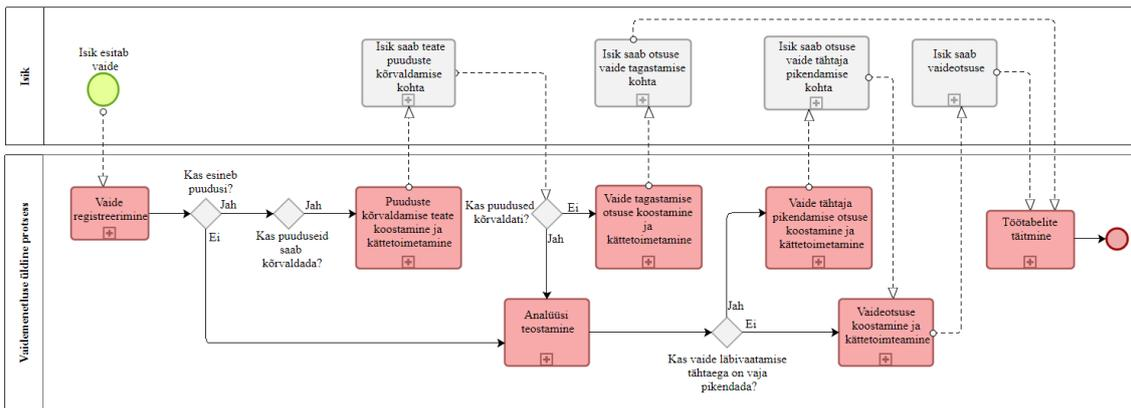 Isik
Isik esitab
vaide
Isik saab teate
puuduste
kõrvaldamise
kohta
Isik saab otsuse
vaide tagastamise
kohta
Isik saab otsuse
vaide tähtaja
pikendamise
kohta
Isik saab
vaideotsuse
Vaidemenetluse üldine protsess
Vaide
registreerimine
Kas esineb
puudusi?
Jah
Ei
Jah
Kas puuduseid
saab
kõrvaldada?
Puuduste
kõrvaldamise teate
koostamine ja
kättetoimetamine
Kas puudused
kõrvaldati?
Ei
Jah
Vaide tagastamise
otsuse koostamine
ja
kättetoimetamine
Vaide tähtaja
pikendamise otsuse
koostamine ja
kättetoimetamine
Töötabelite
täitmine
Analüüsi
teostamine
Jah
Ei
Kas vaide läbivaatamise
tähtaega on vaja
pikendada?
Vaideotsuse
koostamine ja
kättetoimteamine